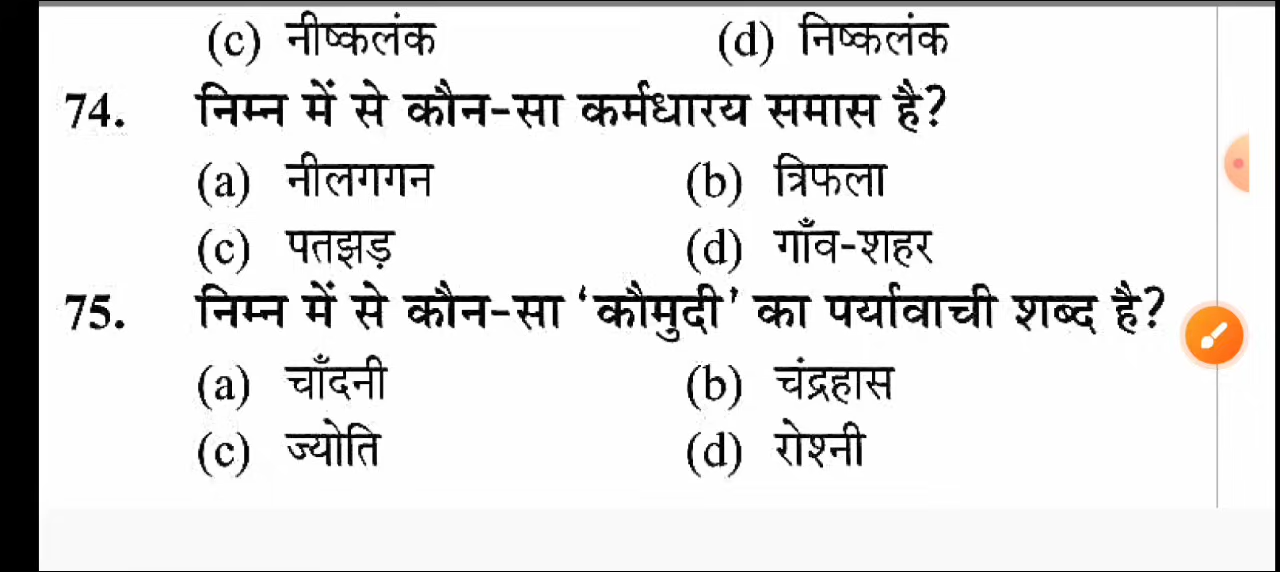 (c) नीष्कलंक (d) निष्कलंक
74. निम्न में से कौन-सा कर्मधारय समास है?
(a) नीलगगन (b) त्रिफला
(c) पतझड़ (d) गाँव-शहर
75. निम्न में से कौन-सा ‘कौमुदी’ का पर्यावाची शब्द है?
(a) चाँदनी (b) चंद्रहास
(c) ज्योति (d) रोश्नी